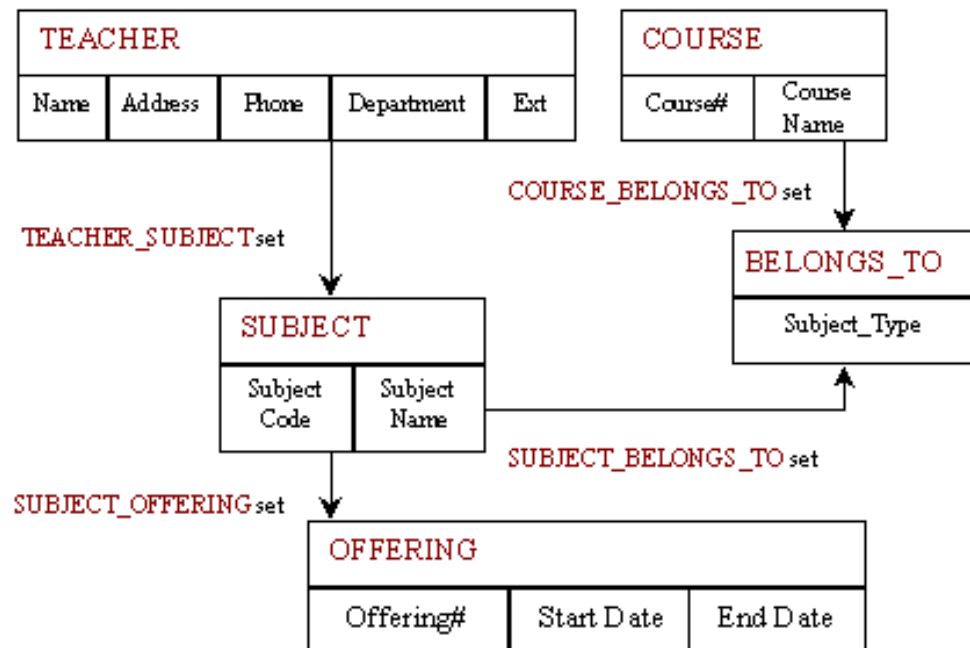 TEACHER
Name Address Phone Department Ext
COURSE
Course# Course
Name
COURSE_BELONGS_TO set
TEACHER_SUBJECT set
BELONGS_TO
Subject_Type
SUBJECT
Subject Subject
Code Name
SUBJECT_BELONGS_TO set
SUBJECT_OFFERING set
OFFERING
Offering# Start Date End Date